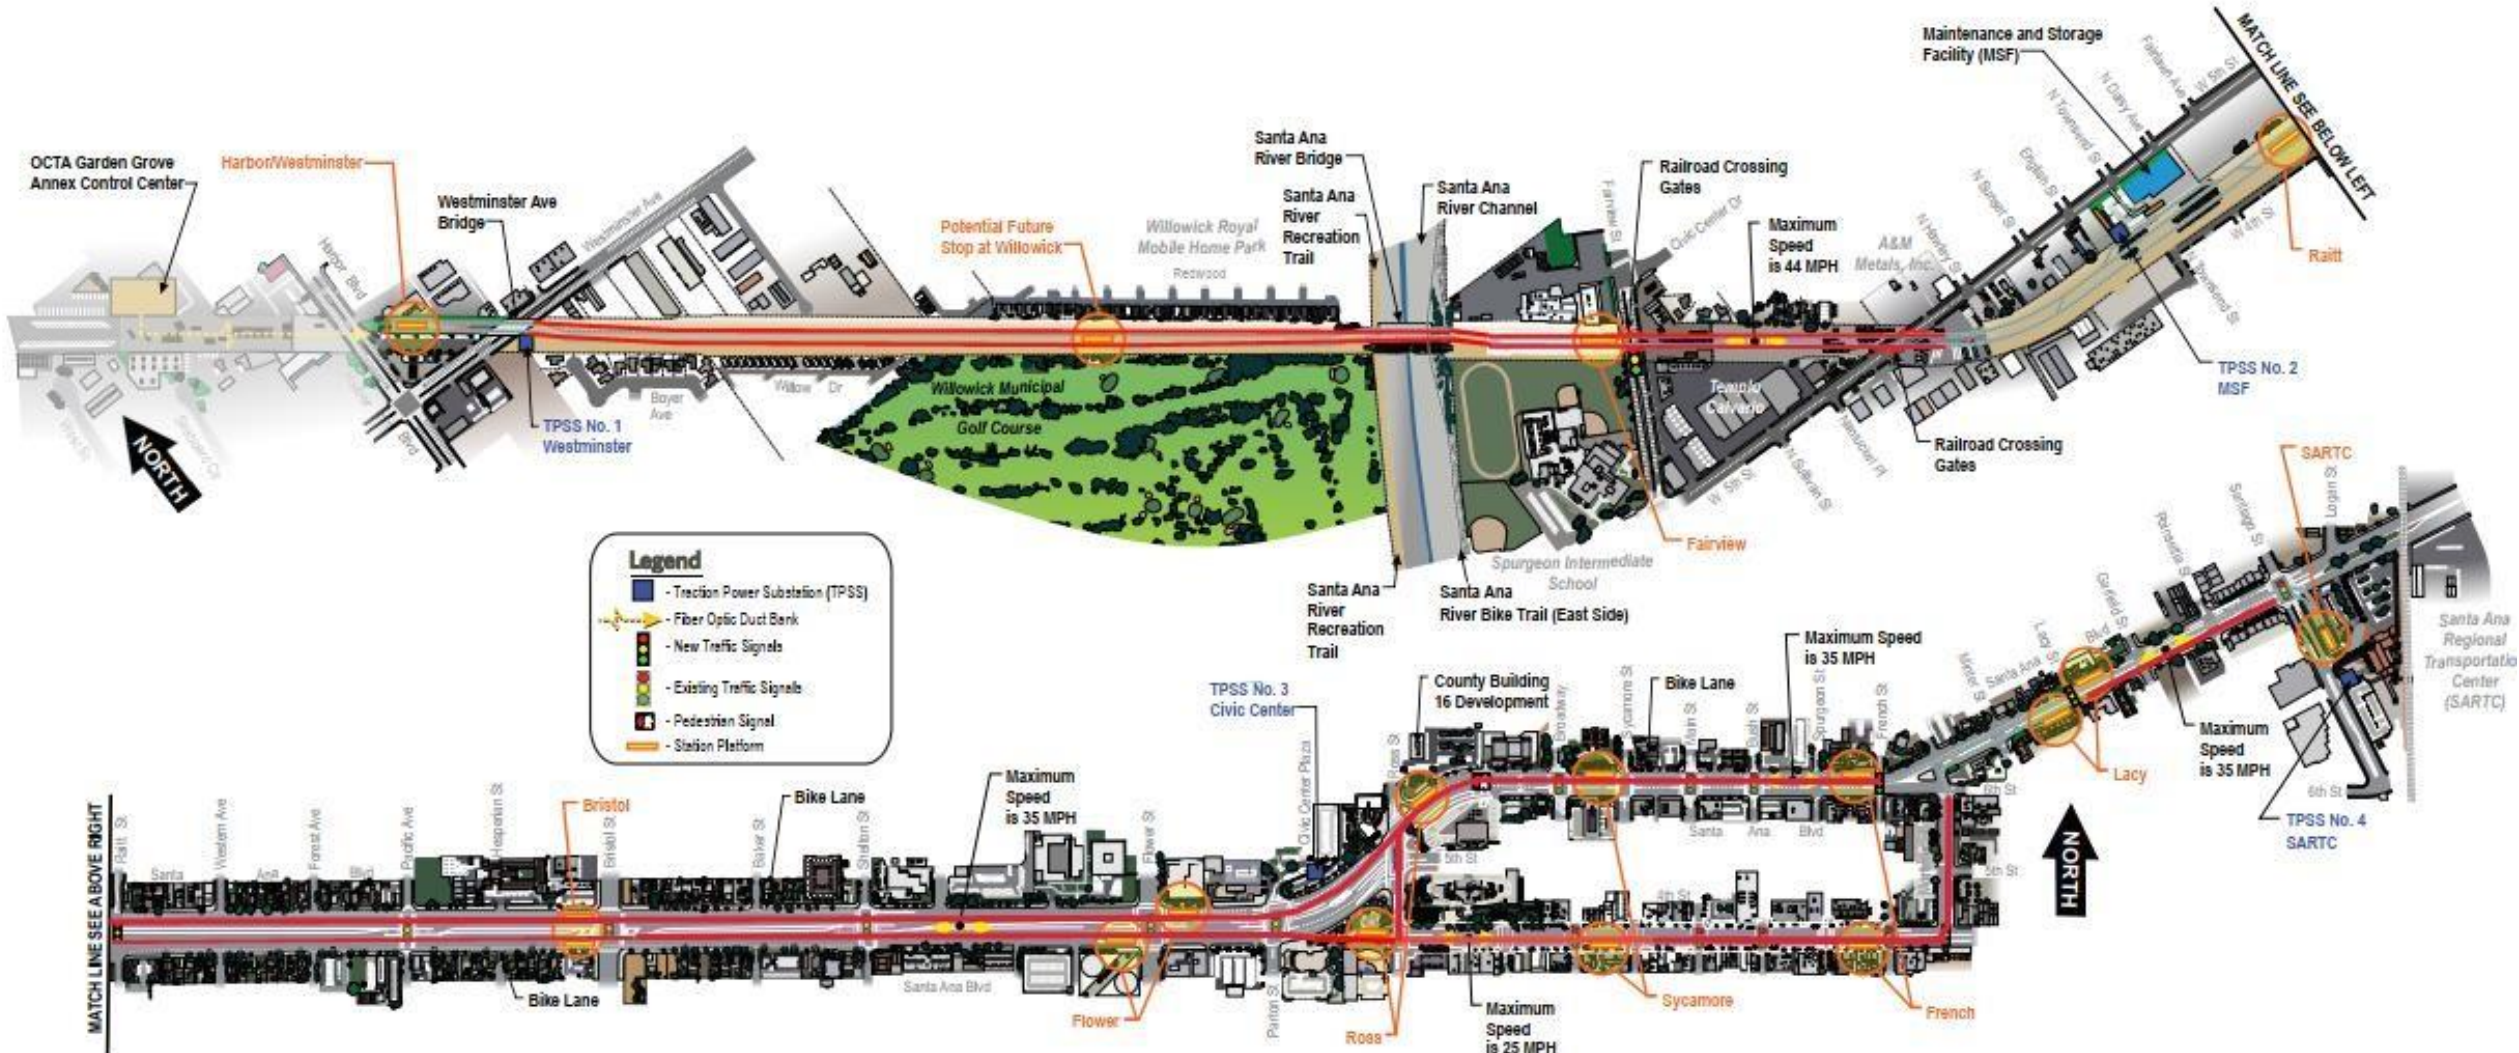 MATCH LINE SEE BELOW LEFT
Maintenance and Storage
Facility (MSF)
Fairlawn Ave
W 5th St
N Daisy Ave
N Townsend St
English St
N Sunset St
N Hawley St
Raitt
W 4th St
N Townsend St
TPSS No. 2
MSF
OCTA Garden Grove
Annex Control Center
Harbor/Westminster
Harbor Blvd
Westminster Ave
Bridge
Westminster Ave
Potential Future
Stop at Willowick
Willowick Royal
Mobile Home Park
Redwood
Santa Ana
River Bridge
Santa Ana
River
Recreation
Trail
Santa Ana
River Channel
Fairview St
Railroad Crossing
Gates
Civic Center Dr
Maximum
Speed
is 44 MPH
A&M
Metals, Inc.
Blvd
TPSS No. 1
Westminster
Boyer
Ave
Willow Dr
Willowick Municipal
Golf Course
Templo
Calvario
W 5th St
N Sullivan St
Railroad Crossing
Gates
Fairview
Spurgeon Intermediate
School
Santa Ana
River
Recreation
Trail
Santa Ana
River Bike Trail (East Side)
NORTH
Legend
- Traction Power Substation (TPSS)
- Fiber Optic Duct Bank
- New Traffic Signals
- Existing Traffic Signals
- Pedestrian Signal
- Station Platform
SARTC
Logan St
Santiago St
Poinsettia St
Garfield St
Lacy St
Santa Ana
Blvd
Minter St
Santa Ana
Regional
Transportatio
Center
(SARTC)
Maximum
Speed
is 35 MPH
Lacy
6th St
6th St
TPSS No. 4
SARTC
NORTH
MATCH LINE SEE ABOVE RIGHT
Raitt St
Western Ave
Forest Ave
Pacific Ave
Hesperian St
Bristol St
Baker St
Shelton St
Flower St
Civic Center Plaza
Ross St
Broadway
Sycamore St
Main St
Bush St
Spurgeon St
French St
Santa
Ana
Blvd
Bristol
Bike Lane
Maximum
Speed
is 35 MPH
TPSS No. 3
Civic Center
County Building
16 Development
Bike Lane
Maximum Speed
is 35 MPH
Santa
Ana
Blvd
5th St
4th St
5th St
Bike Lane
Santa Ana Blvd
Flower
Parton St
Ross
Maximum
Speed
is 25 MPH
Sycamore
French